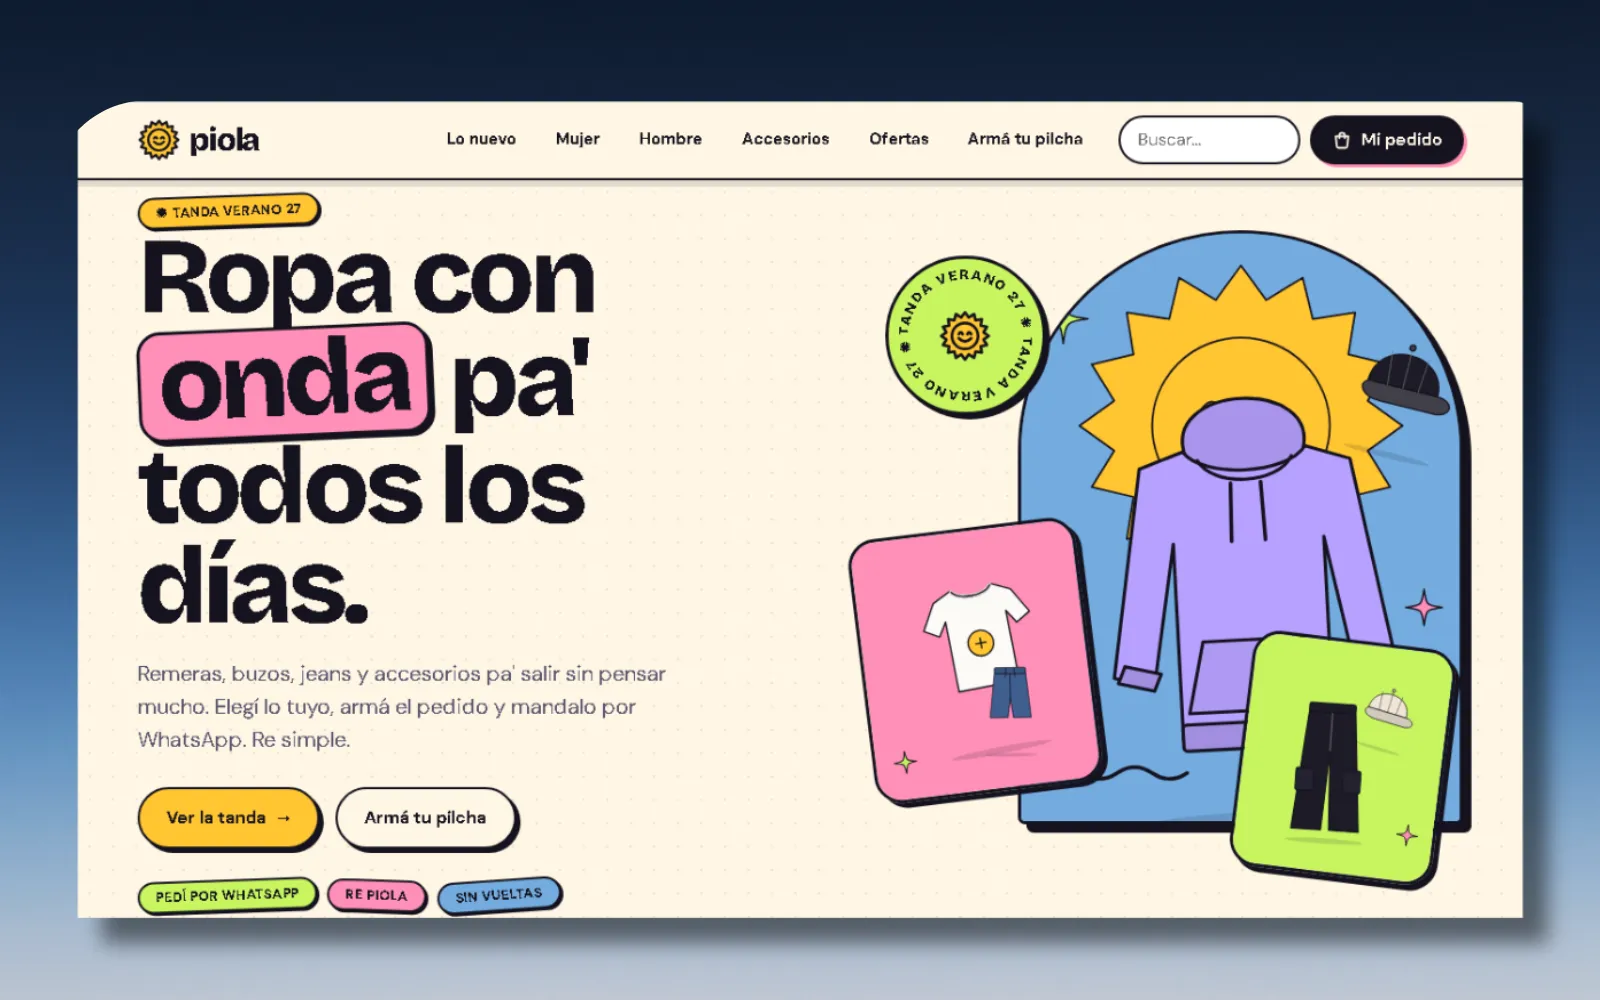 piola
Lo nuevo
Mujer
Hombre
Accesorios
Ofertas
Armá tu pilcha
Buscar...
Mi pedido
✹ TANDA VERANO 27
Ropa con
onda pa'
todos los
días.
Remeras, buzos, jeans y accesorios pa' salir sin pensar
mucho. Elegí lo tuyo, armá el pedido y mandalo por
WhatsApp. Re simple.
Ver la tanda →
Armá tu pilcha
PEDÍ POR WHATSAPP
RE PIOLA
SIN VUELTAS
TANDA VERANO 27 ✹ TANDA VERANO 27 ✹